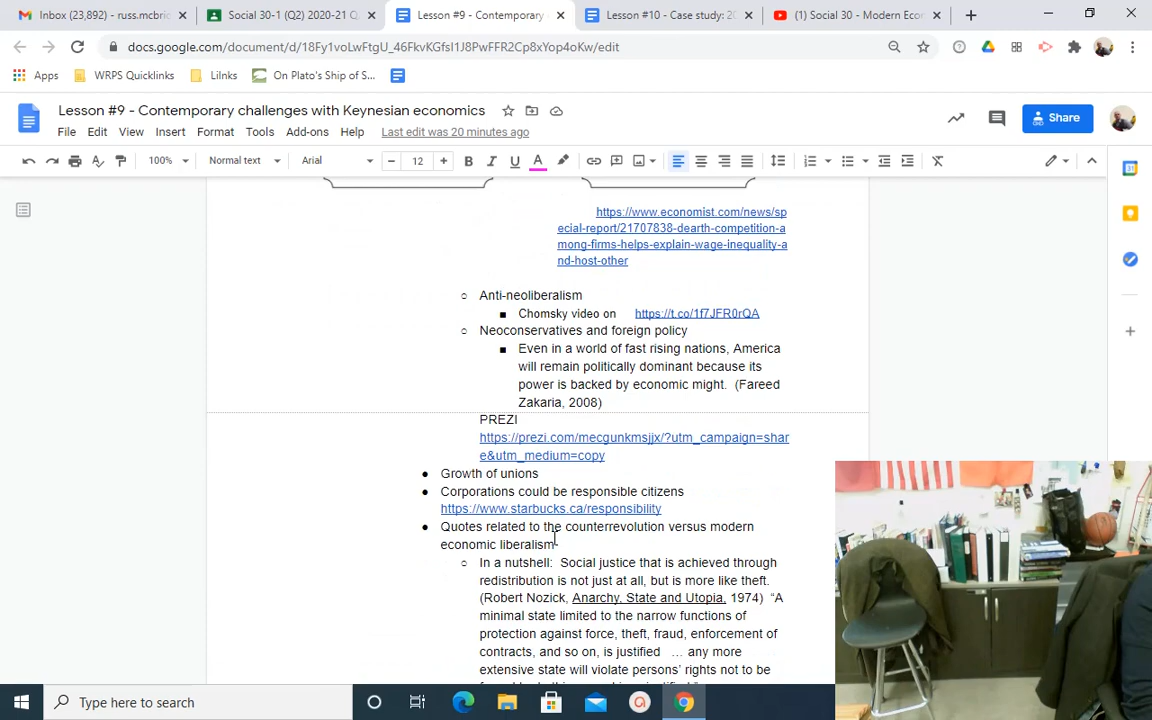 Inbox (23,892) - russ.mcbrid
Social 30-1 (Q2) 2020-21 Q
Lesson #9 - Contemporary
Lesson #10 - Case study: 20
(1) Social 30 - Modern Econ
docs.google.com/document/d/18Fy1voLwFtgU_46FkvKGfsI1J8PwFFR2Cp8xYop4oKw/edit
Apps
WRPS Quicklinks
LiInks
On Plato's Ship of S...
Lesson #9 - Contemporary challenges with Keynesian economics
Share
File Edit View Insert Format Tools Add-ons Help Last edit was 20 minutes ago
100% Normal text Arial 12
https://www.economist.com/news/sp
ecial-report/21707838-dearth-competition-a
mong-firms-helps-explain-wage-inequality-a
nd-host-other
Anti-neoliberalism
Chomsky video on https://t.co/1f7JFR0rQA
Neoconservatives and foreign policy
Even in a world of fast rising nations, America
will remain politically dominant because its
power is backed by economic might. (Fareed
Zakaria, 2008)
PREZI
https://prezi.com/mecgunkmsjjx/?utm_campaign=shar
e&utm_medium=copy
Growth of unions
Corporations could be responsible citizens
https://www.starbucks.ca/responsibility
Quotes related to the counterrevolution versus modern
economic liberalism
In a nutshell: Social justice that is achieved through
redistribution is not just at all, but is more like theft.
(Robert Nozick, Anarchy, State and Utopia, 1974) “A
minimal state limited to the narrow functions of
protection against force, theft, fraud, enforcement of
contracts, and so on, is justified … any more
extensive state will violate persons’ rights not to be
Type here to search